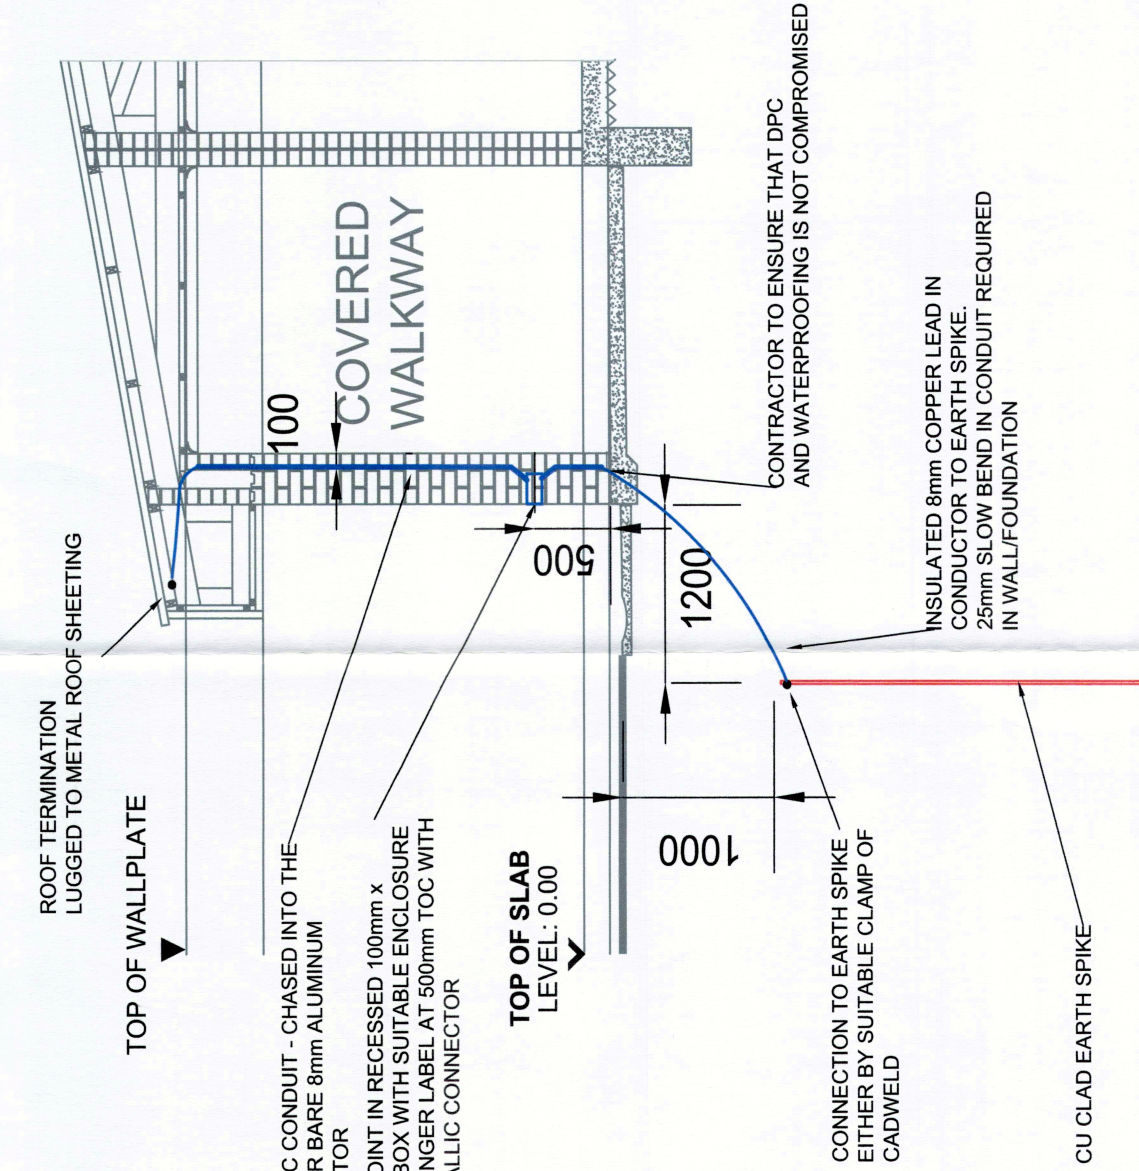 ROOF TERMINATION
LUGGED TO METAL ROOF SHEETING
TOP OF WALLPLATE
100
COVERED
WALKWAY
C CONDUIT - CHASED INTO THE
R BARE 8mm ALUMINUM
TOR
OINT IN RECESSED 100mm x
BOX WITH SUITABLE ENCLOSURE
NGER LABEL AT 500mm TOC WITH
ALLIC CONNECTOR
TOP OF SLAB
LEVEL: 0.00
500
1200
1000
CONTRACTOR TO ENSURE THAT DPC
AND WATERPROOFING IS NOT COMPROMISED
INSULATED 8mm COPPER LEAD IN
CONDUCTOR TO EARTH SPIKE.
25mm SLOW BEND IN CONDUIT REQUIRED
IN WALL/FOUNDATION
CONNECTION TO EARTH SPIKE
EITHER BY SUITABLE CLAMP OF
CADWELD
CU CLAD EARTH SPIKE